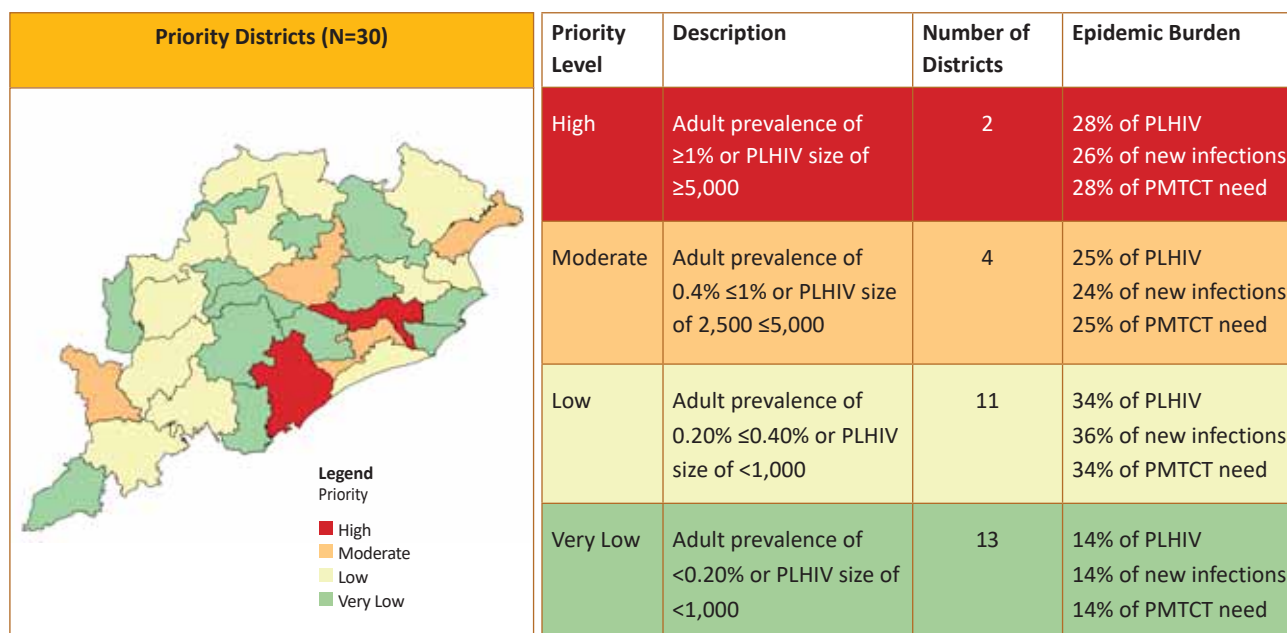 Priority Districts (N=30)
Legend
Priority
High
Moderate
Low
Very Low
Priority
Level
Description
Number of
Districts
Epidemic Burden
High
Adult prevalence of
≥1% or PLHIV size of
≥5,000
2
28% of PLHIV
26% of new infections
28% of PMTCT need
Moderate
Adult prevalence of
0.4% ≤1% or PLHIV size
of 2,500 ≤5,000
4
25% of PLHIV
24% of new infections
25% of PMTCT need
Low
Adult prevalence of
0.20% ≤0.40% or PLHIV
size of <1,000
11
34% of PLHIV
36% of new infections
34% of PMTCT need
Very Low
Adult prevalence of
<0.20% or PLHIV size of
<1,000
13
14% of PLHIV
14% of new infections
14% of PMTCT need